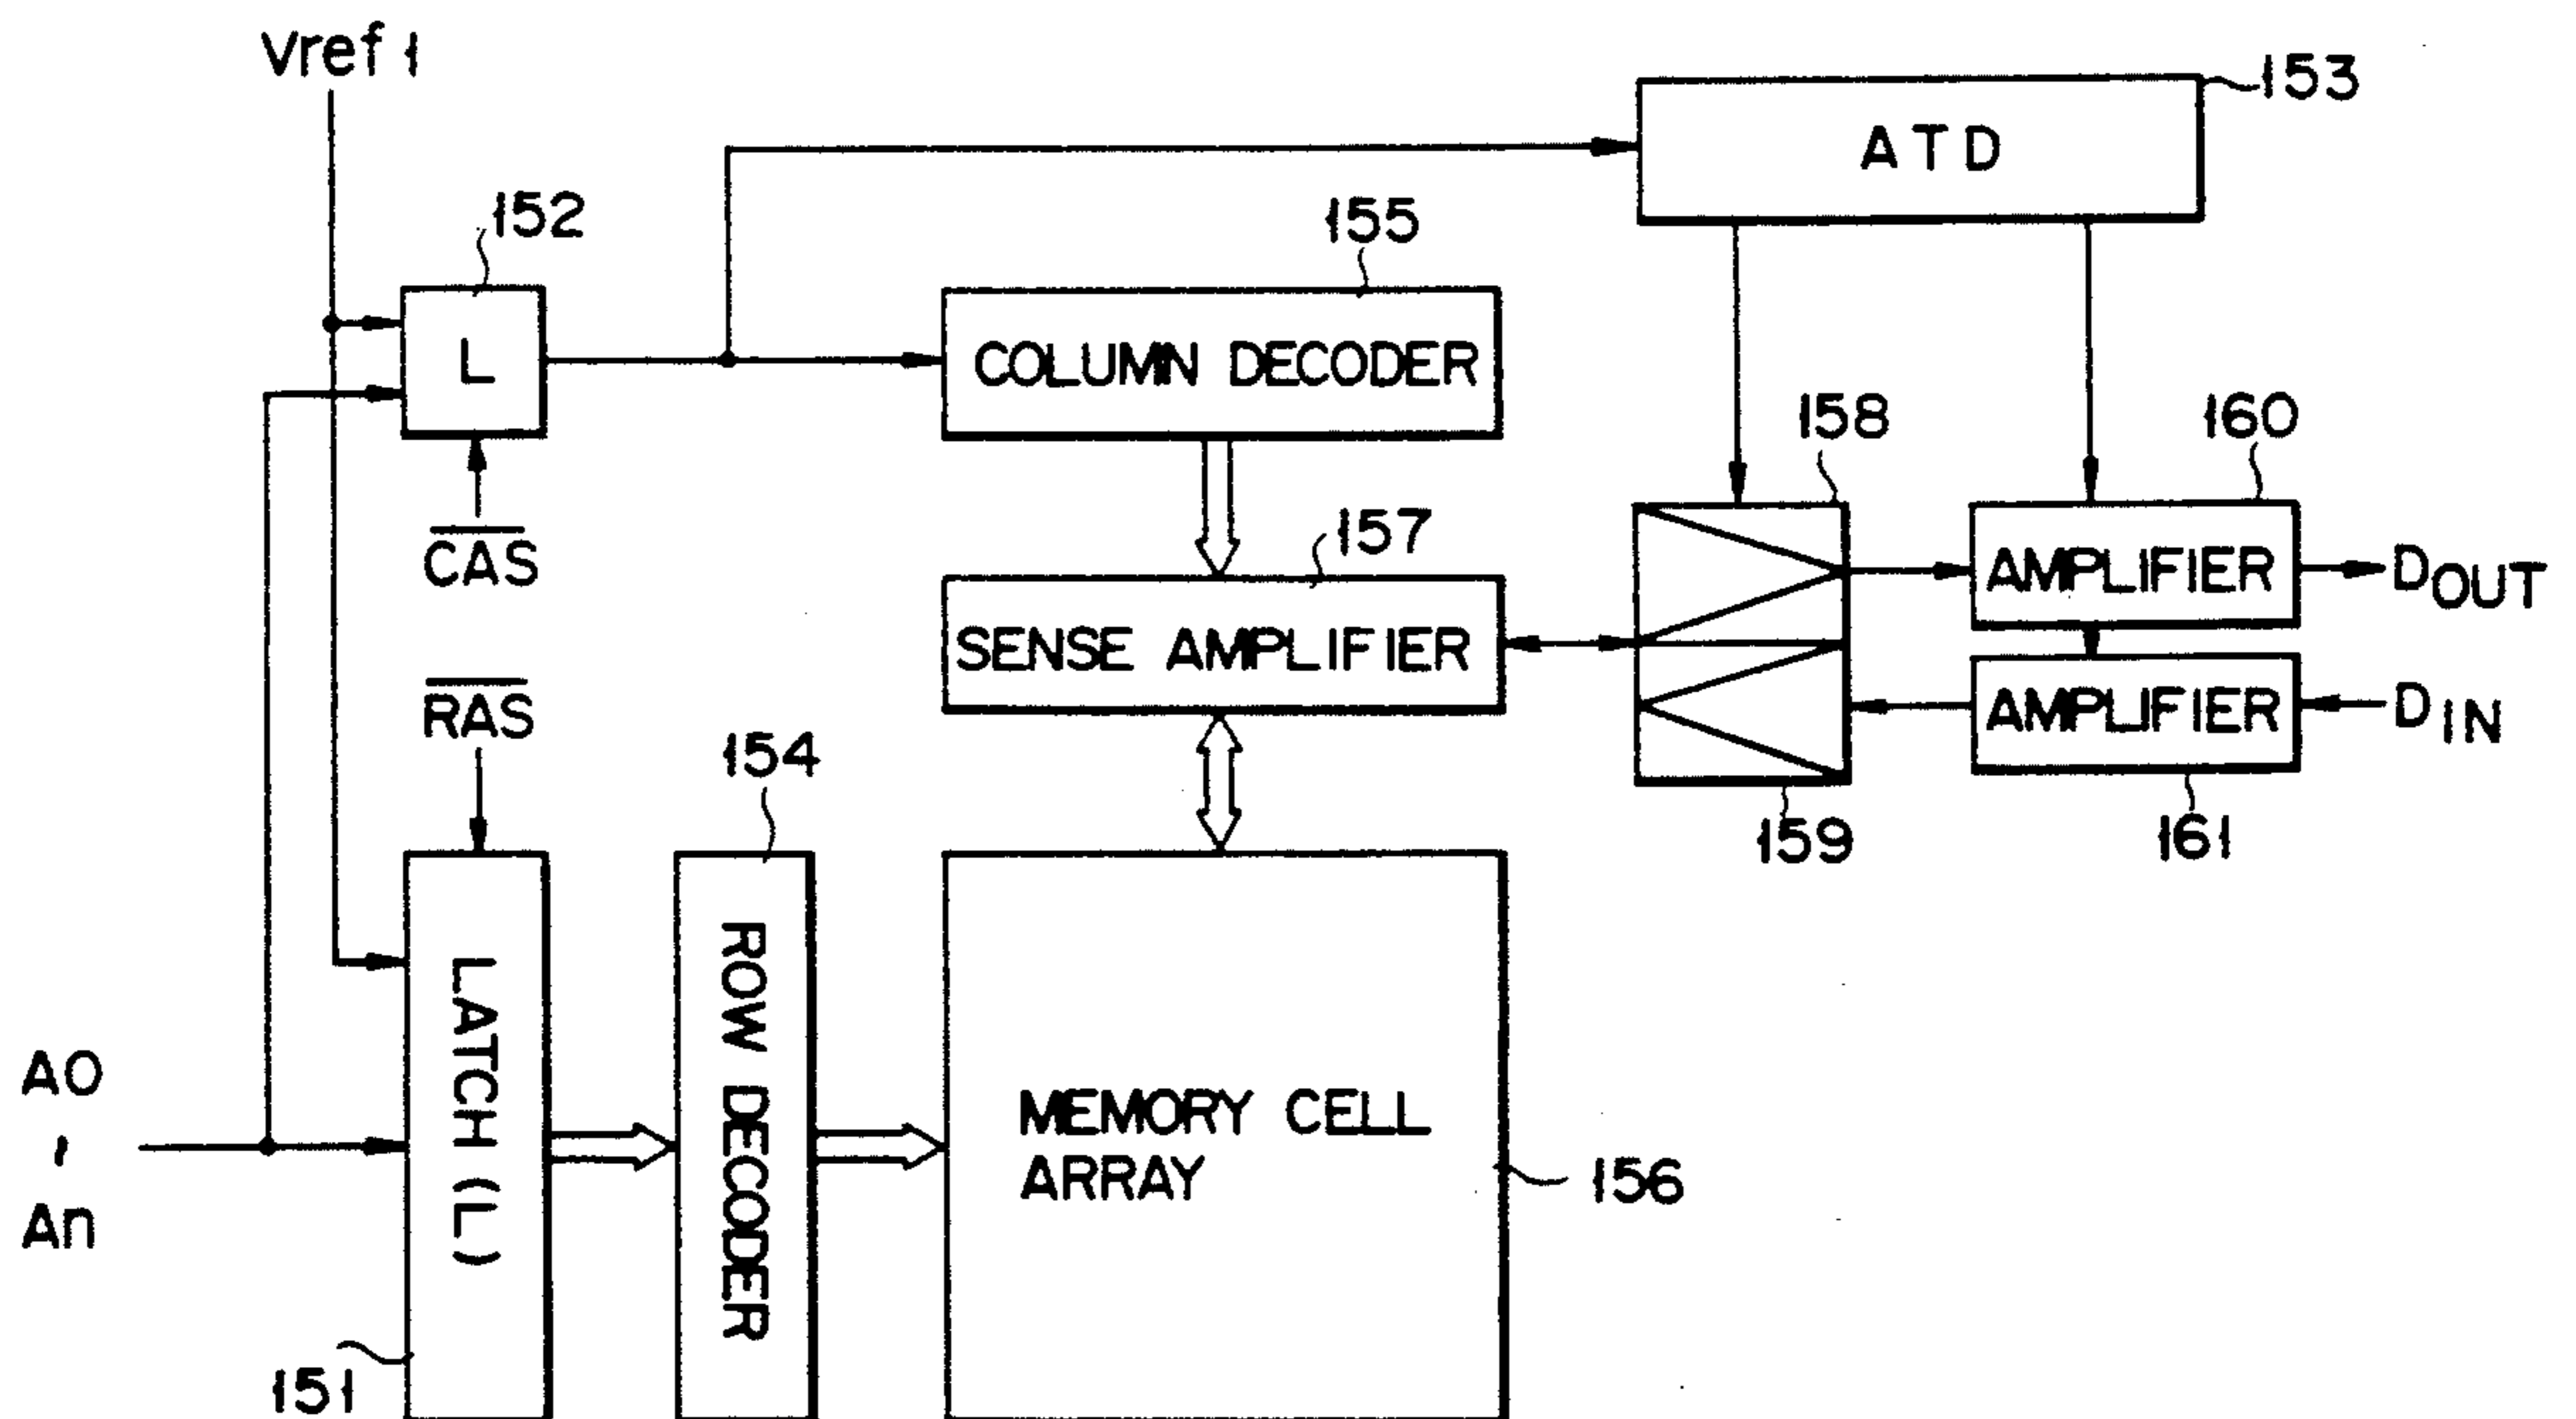 Vref 1
153
ATD
152
155
L
COLUMN DECODER
158
160
CAS
157
AMPLIFIER
DOUT
SENSE AMPLIFIER
RAS
AMPLIFIER
DIN
154
159
161
LATCH (L)
ROW DECODER
A0
~
An
MEMORY CELL
ARRAY
156
151